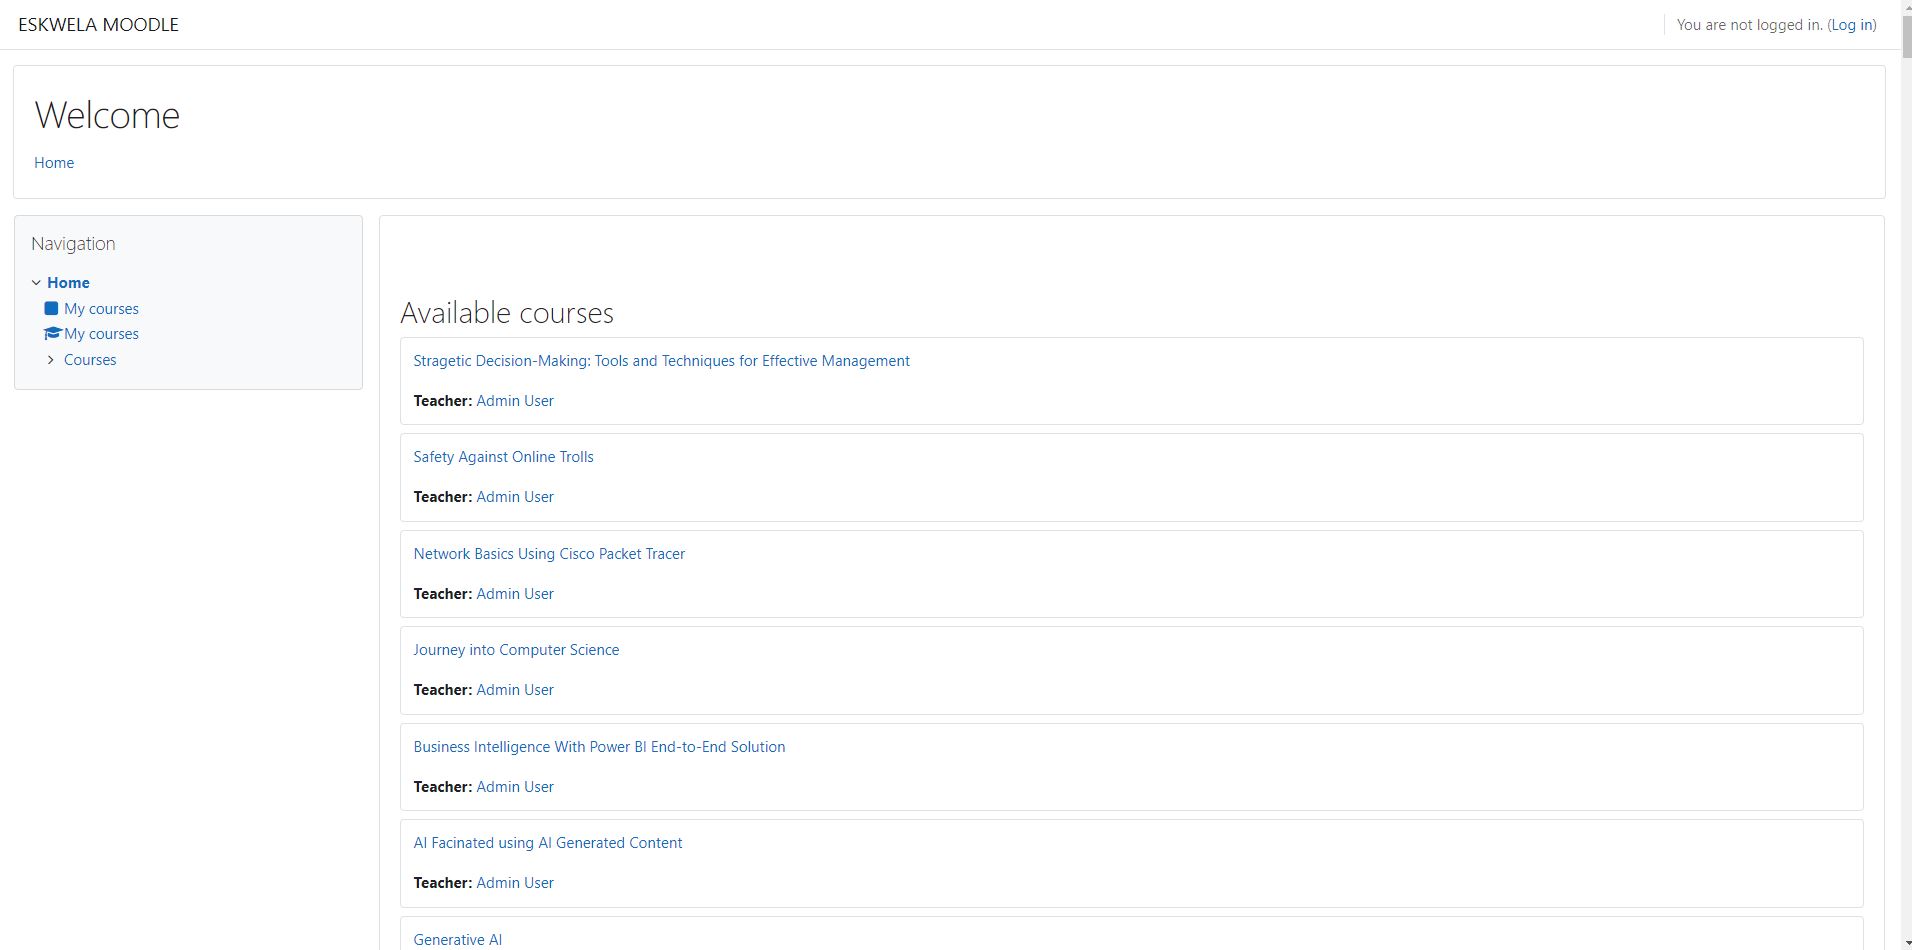 ESKWELA MOODLE
You are not logged in. (Log in)
Welcome
Home
Navigation
Home
My courses
My courses
Courses
Available courses
Stragetic Decision-Making: Tools and Techniques for Effective Management
Teacher: Admin User
Safety Against Online Trolls
Teacher: Admin User
Network Basics Using Cisco Packet Tracer
Teacher: Admin User
Journey into Computer Science
Teacher: Admin User
Business Intelligence With Power BI End-to-End Solution
Teacher: Admin User
AI Facinated using AI Generated Content
Teacher: Admin User
Generative AI